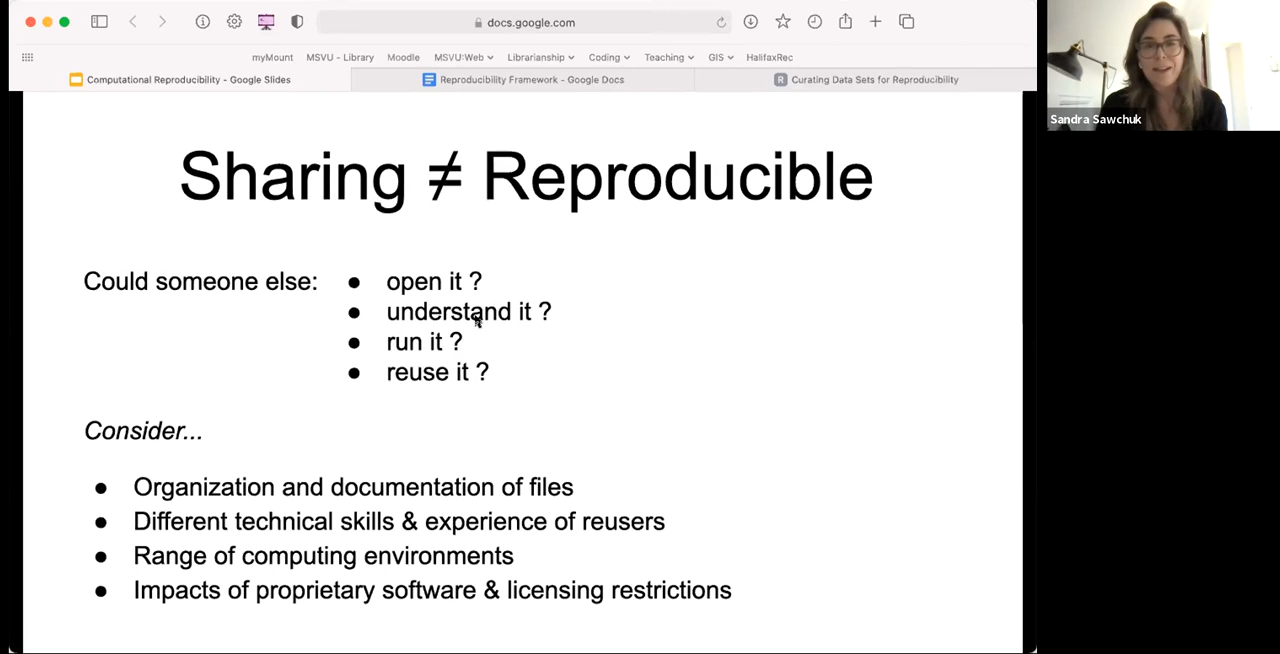 docs.google.com
myMount MSVU - Library Moodle MSVU:Web Librarianship Coding Teaching GIS HalifaxRec
Computational Reproducibility - Google Slides Reproducibility Framework - Google Docs R Curating Data Sets for Reproducibility
Sandra Sawchuk
Sharing ≠ Reproducible
Could someone else: ● open it ?
● understand it ?
● run it ?
● reuse it ?
Consider...
● Organization and documentation of files
● Different technical skills & experience of reusers
● Range of computing environments
● Impacts of proprietary software & licensing restrictions